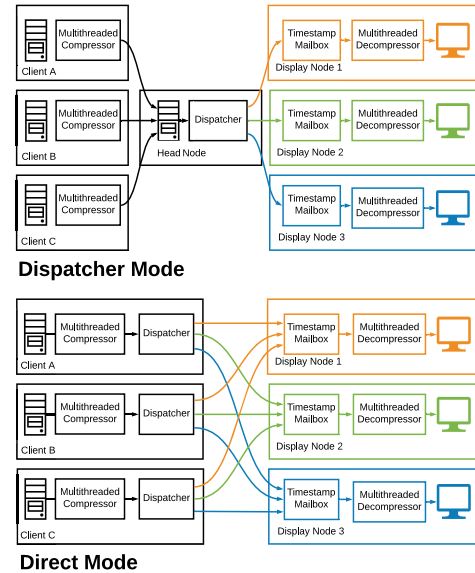 Multithreaded
Compressor
Client A
Multithreaded
Compressor
Client B
Multithreaded
Compressor
Client C
Dispatcher
Head Node
Timestamp
Mailbox
Multithreaded
Decompressor
Display Node 1
Timestamp
Mailbox
Multithreaded
Decompressor
Display Node 2
Timestamp
Mailbox
Multithreaded
Decompressor
Display Node 3
Dispatcher Mode
Multithreaded
Compressor
Dispatcher
Client A
Multithreaded
Compressor
Dispatcher
Client B
Multithreaded
Compressor
Dispatcher
Client C
Timestamp
Mailbox
Multithreaded
Decompressor
Display Node 1
Timestamp
Mailbox
Multithreaded
Decompressor
Display Node 2
Timestamp
Mailbox
Multithreaded
Decompressor
Display Node 3
Direct Mode